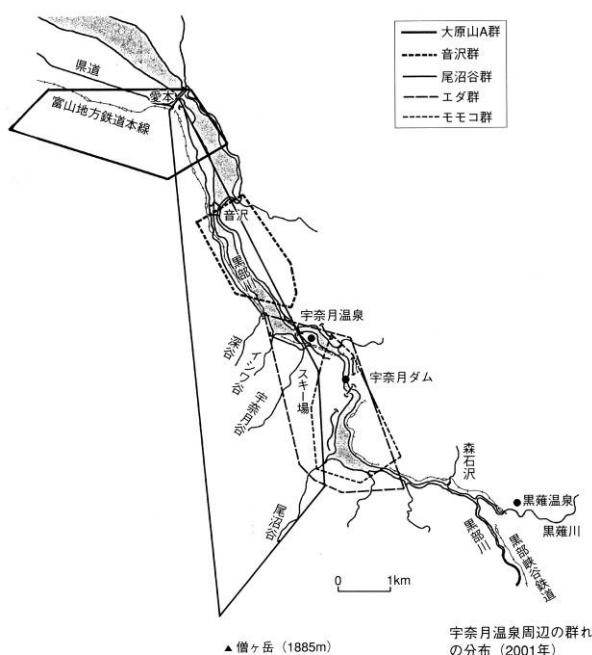 大原山A群
音沢群
尾沼谷群
エダ群
モモコ群
県道
愛本
富山地方鉄道本線
音沢
黒部川
宇奈月温泉
深谷
イシワ谷
宇奈月谷
スキー場
宇奈月ダム
森石沢
黒薙温泉
黒薙川
尾沼谷
黒部川
黒部峡谷鉄道
0 1km
▲僧ヶ岳(1885m)
宇奈月温泉周辺の群れ
の分布(2001年)